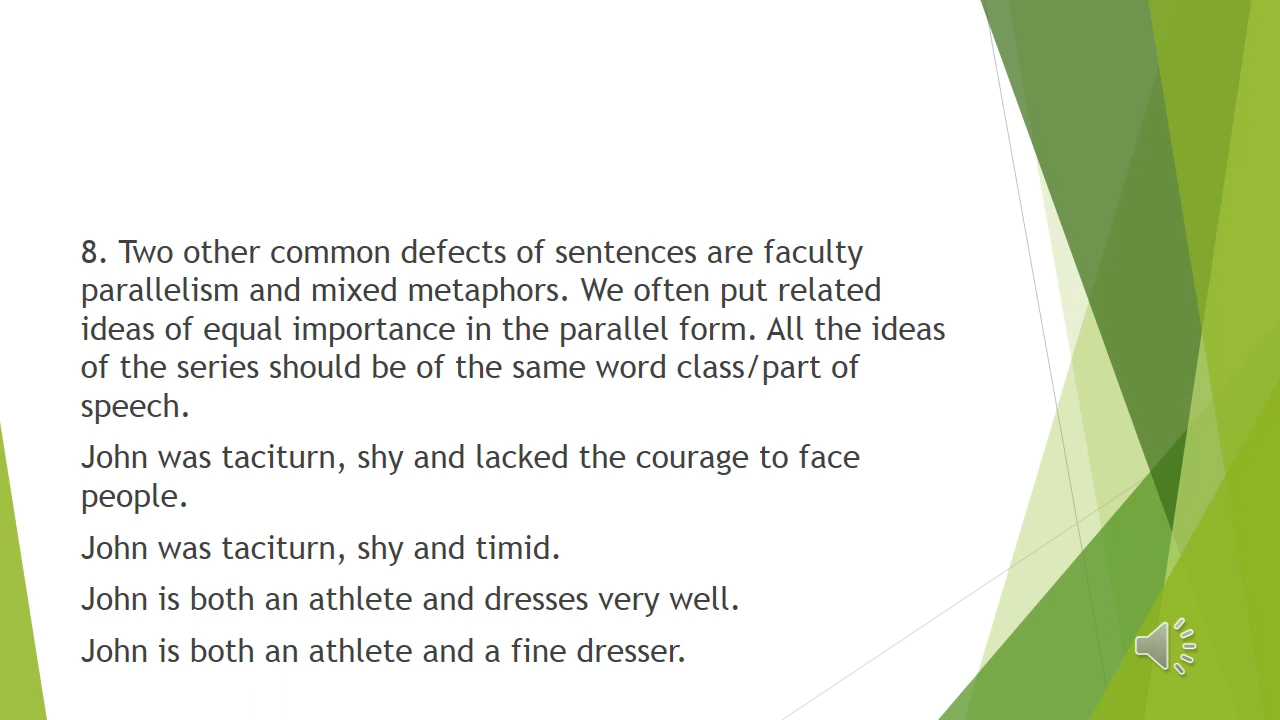 8. Two other common defects of sentences are faculty
parallelism and mixed metaphors. We often put related
ideas of equal importance in the parallel form. All the ideas
of the series should be of the same word class/part of
speech.
John was taciturn, shy and lacked the courage to face
people.
John was taciturn, shy and timid.
John is both an athlete and dresses very well.
John is both an athlete and a fine dresser.